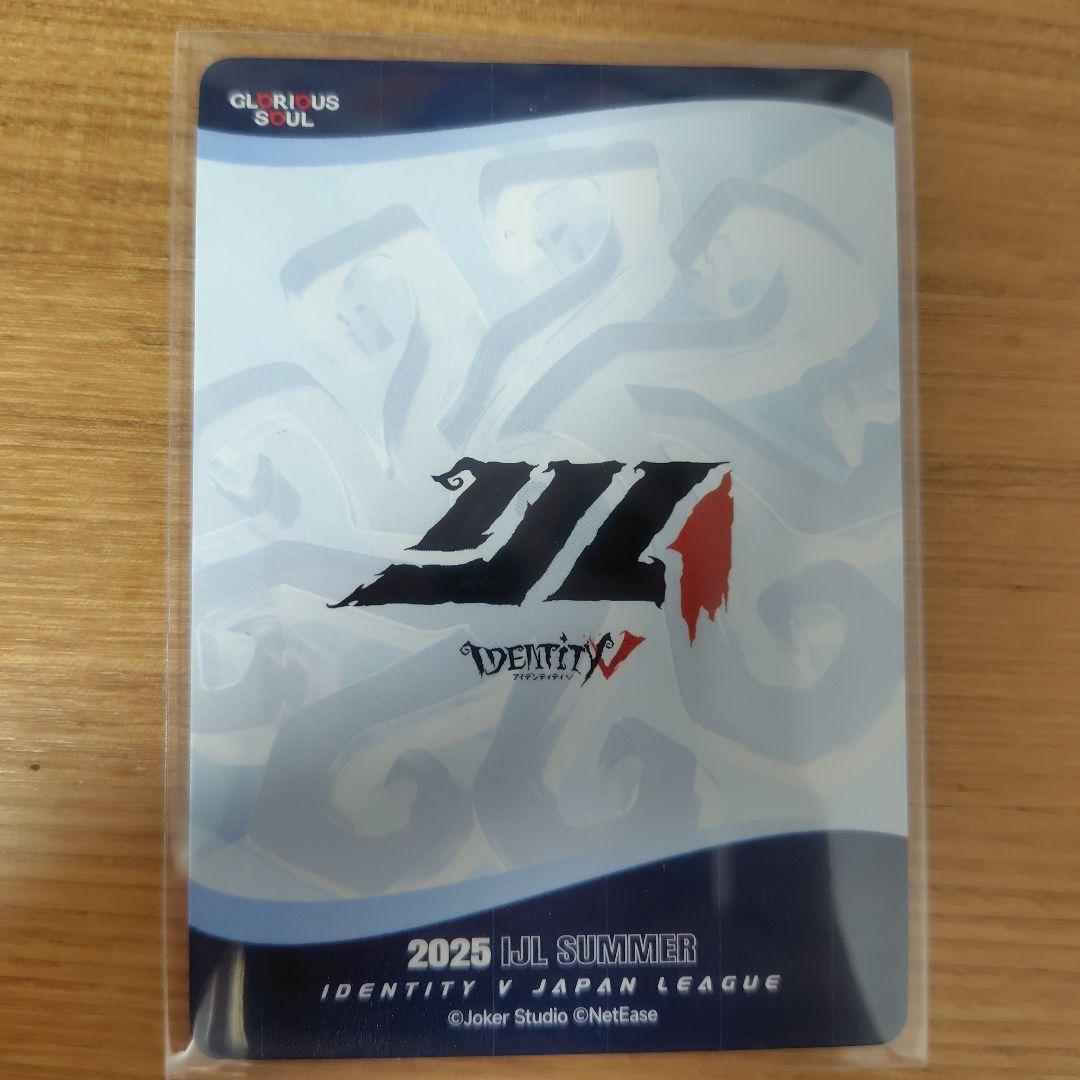 GLORIOUS
SOUL
IJL
IDENTITY V
アイデンティティV
2025 IJL SUMMER
IDENTITY V JAPAN LEAGUE
©Joker Studio ©NetEase